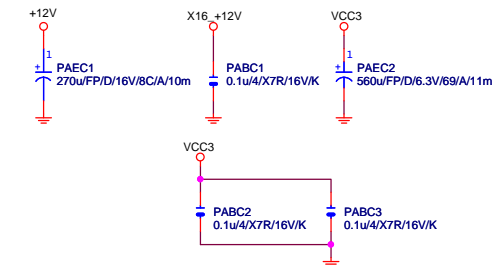 +12V
X16_+12V
VCC3
1
1
+
+
PAEC1
PABC1
PAEC2
270u/FP/D/16V/8C/A/10m
0.1u/4/X7R/16V/K
560u/FP/D/6.3V/69/A/11m
VCC3
PABC2
PABC3
0.1u/4/X7R/16V/K
0.1u/4/X7R/16V/K